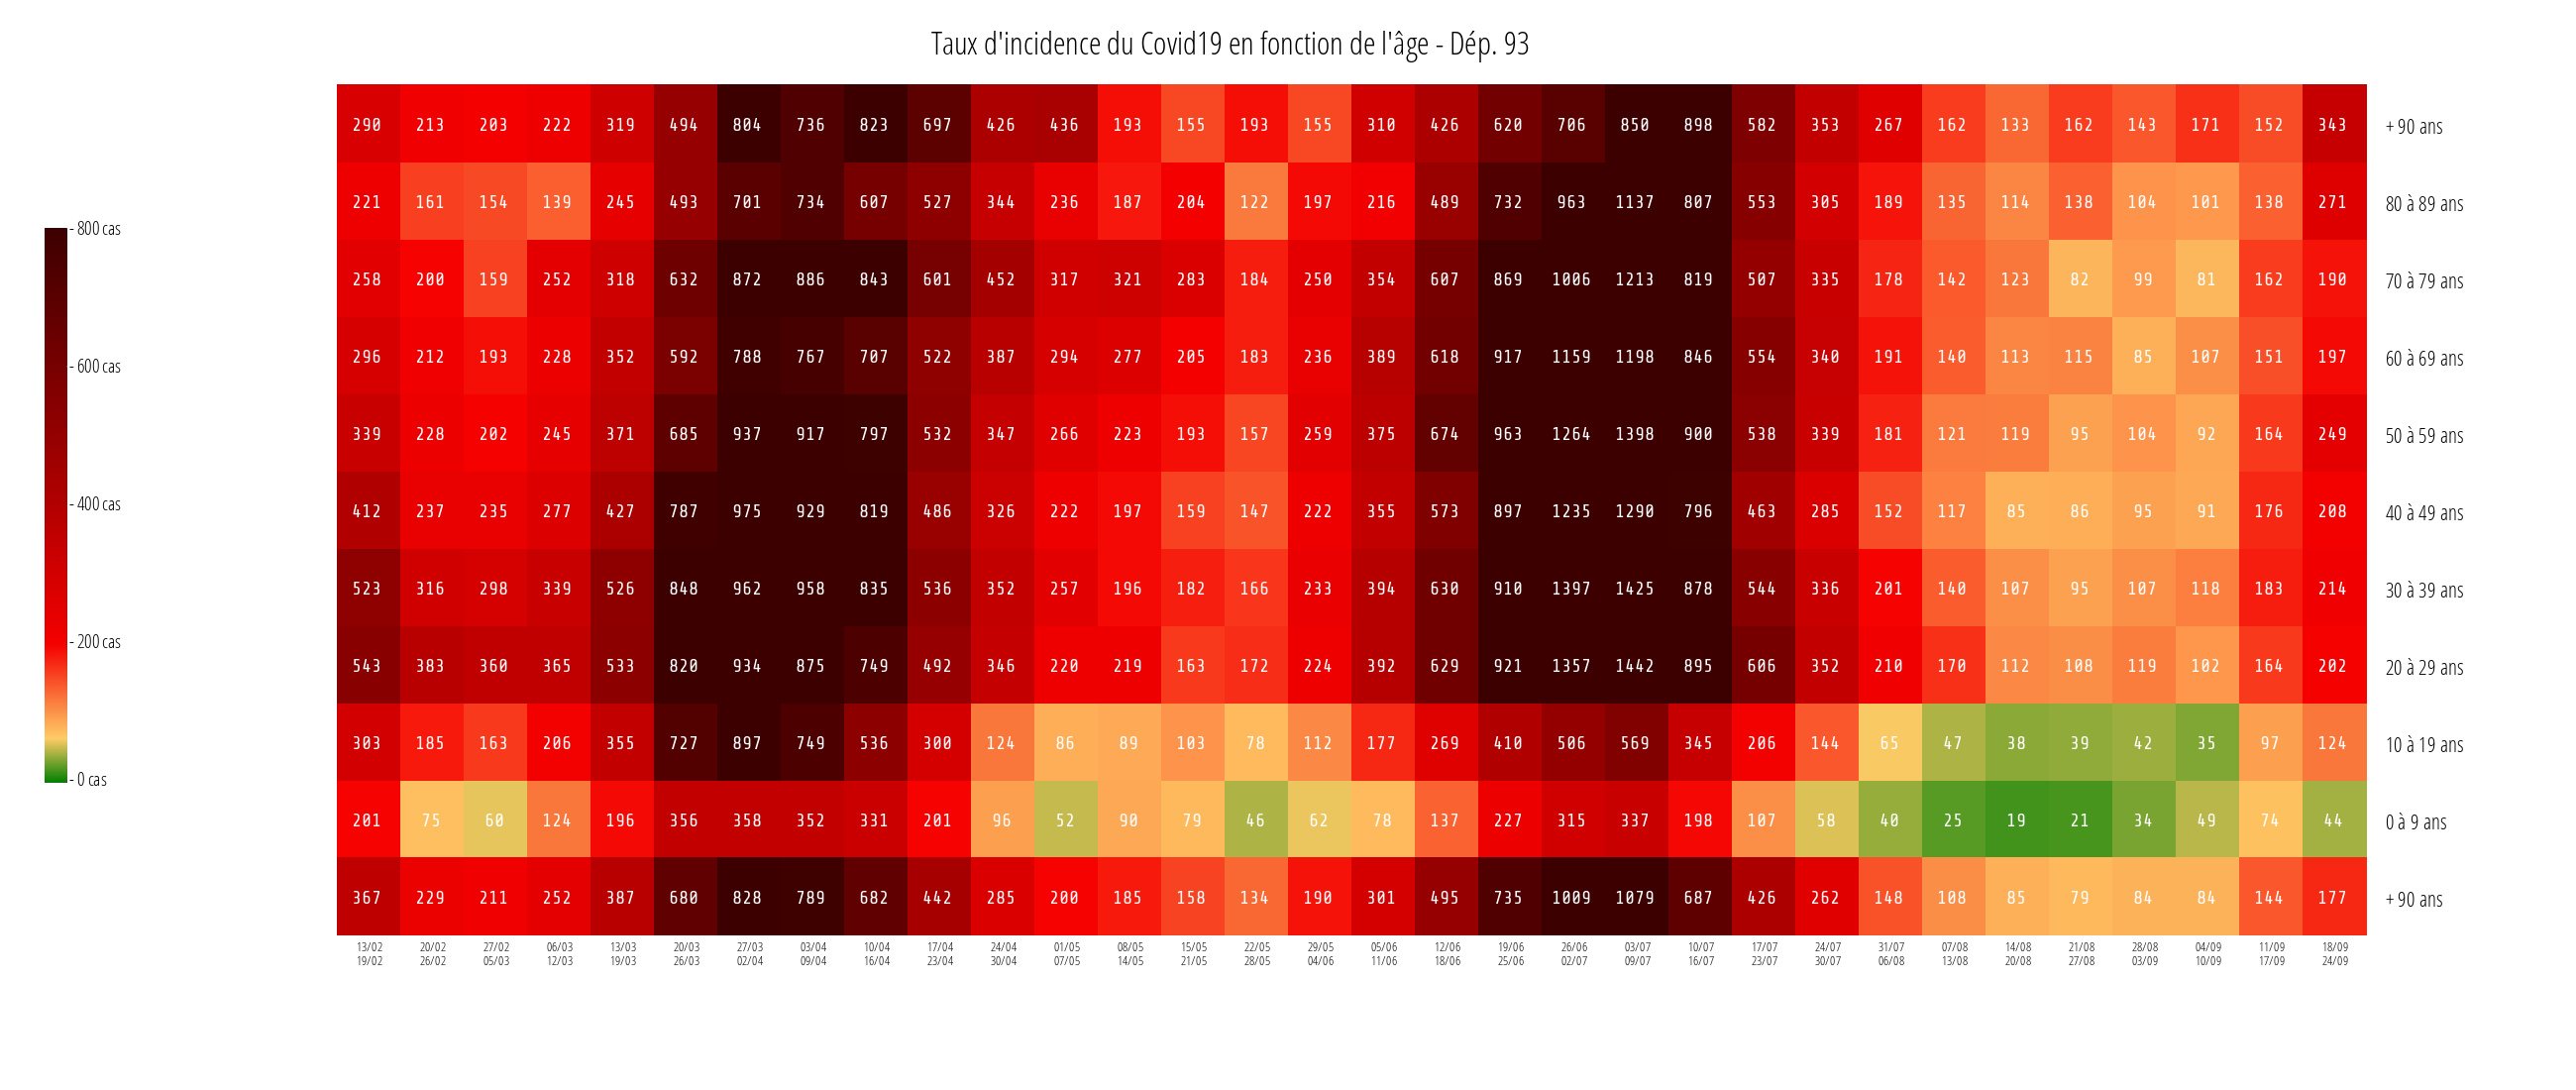 Taux d'incidence du Covid19 en fonction de l'âge - Dép. 93
- 800 cas
- 600 cas
- 400 cas
- 200 cas
- 0 cas
290 213 203 222 319 494 804 736 823 697 426 436 193 155 193 155 310 426 620 706 850 898 582 353 267 162 133 162 143 171 152 343 + 90 ans
221 161 154 139 245 493 701 734 607 527 344 236 187 204 122 197 216 489 732 963 1137 807 553 305 189 135 114 138 104 101 138 271 80 à 89 ans
258 200 159 252 318 632 872 886 843 601 452 317 321 283 184 250 354 607 869 1006 1213 819 507 335 178 142 123 82 99 81 162 190 70 à 79 ans
296 212 193 228 352 592 788 767 707 522 387 294 277 205 183 236 389 618 917 1159 1198 846 554 340 191 140 113 115 85 107 151 197 60 à 69 ans
339 228 202 245 371 685 937 917 797 532 347 266 223 193 157 259 375 674 963 1264 1398 900 538 339 181 121 119 95 104 92 164 249 50 à 59 ans
412 237 235 277 427 787 975 929 819 486 326 222 197 159 147 222 355 573 897 1235 1290 796 463 285 152 117 85 86 95 91 176 208 40 à 49 ans
523 316 298 339 526 848 962 958 835 536 352 257 196 182 166 233 394 630 910 1397 1425 878 544 336 201 140 107 95 107 118 183 214 30 à 39 ans
543 383 360 365 533 820 934 875 749 492 346 220 219 163 172 224 392 629 921 1357 1442 895 606 352 210 170 112 108 119 102 164 202 20 à 29 ans
303 185 163 206 355 727 897 749 536 300 124 86 89 103 78 112 177 269 410 506 569 345 206 144 65 47 38 39 42 35 97 124 10 à 19 ans
201 75 60 124 196 356 358 352 331 201 96 52 90 79 46 62 78 137 227 315 337 198 107 58 40 25 19 21 34 49 74 44 0 à 9 ans
367 229 211 252 387 680 828 789 682 442 285 200 185 158 134 190 301 495 735 1009 1079 687 426 262 148 108 85 79 84 84 144 177 + 90 ans
13/02 20/02 27/02 06/03 13/03 20/03 27/03 03/04 10/04 17/04 24/04 01/05 08/05 15/05 22/05 29/05 05/06 12/06 19/06 26/06 03/07 10/07 17/07 24/07 31/07 07/08 14/08 21/08 28/08 04/09 11/09 18/09
19/02 26/02 05/03 12/03 19/03 26/03 02/04 09/04 16/04 23/04 30/04 07/05 14/05 21/05 28/05 04/06 11/06 18/06 25/06 02/07 09/07 16/07 23/07 30/07 06/08 13/08 20/08 27/08 03/09 10/09 17/09 24/09